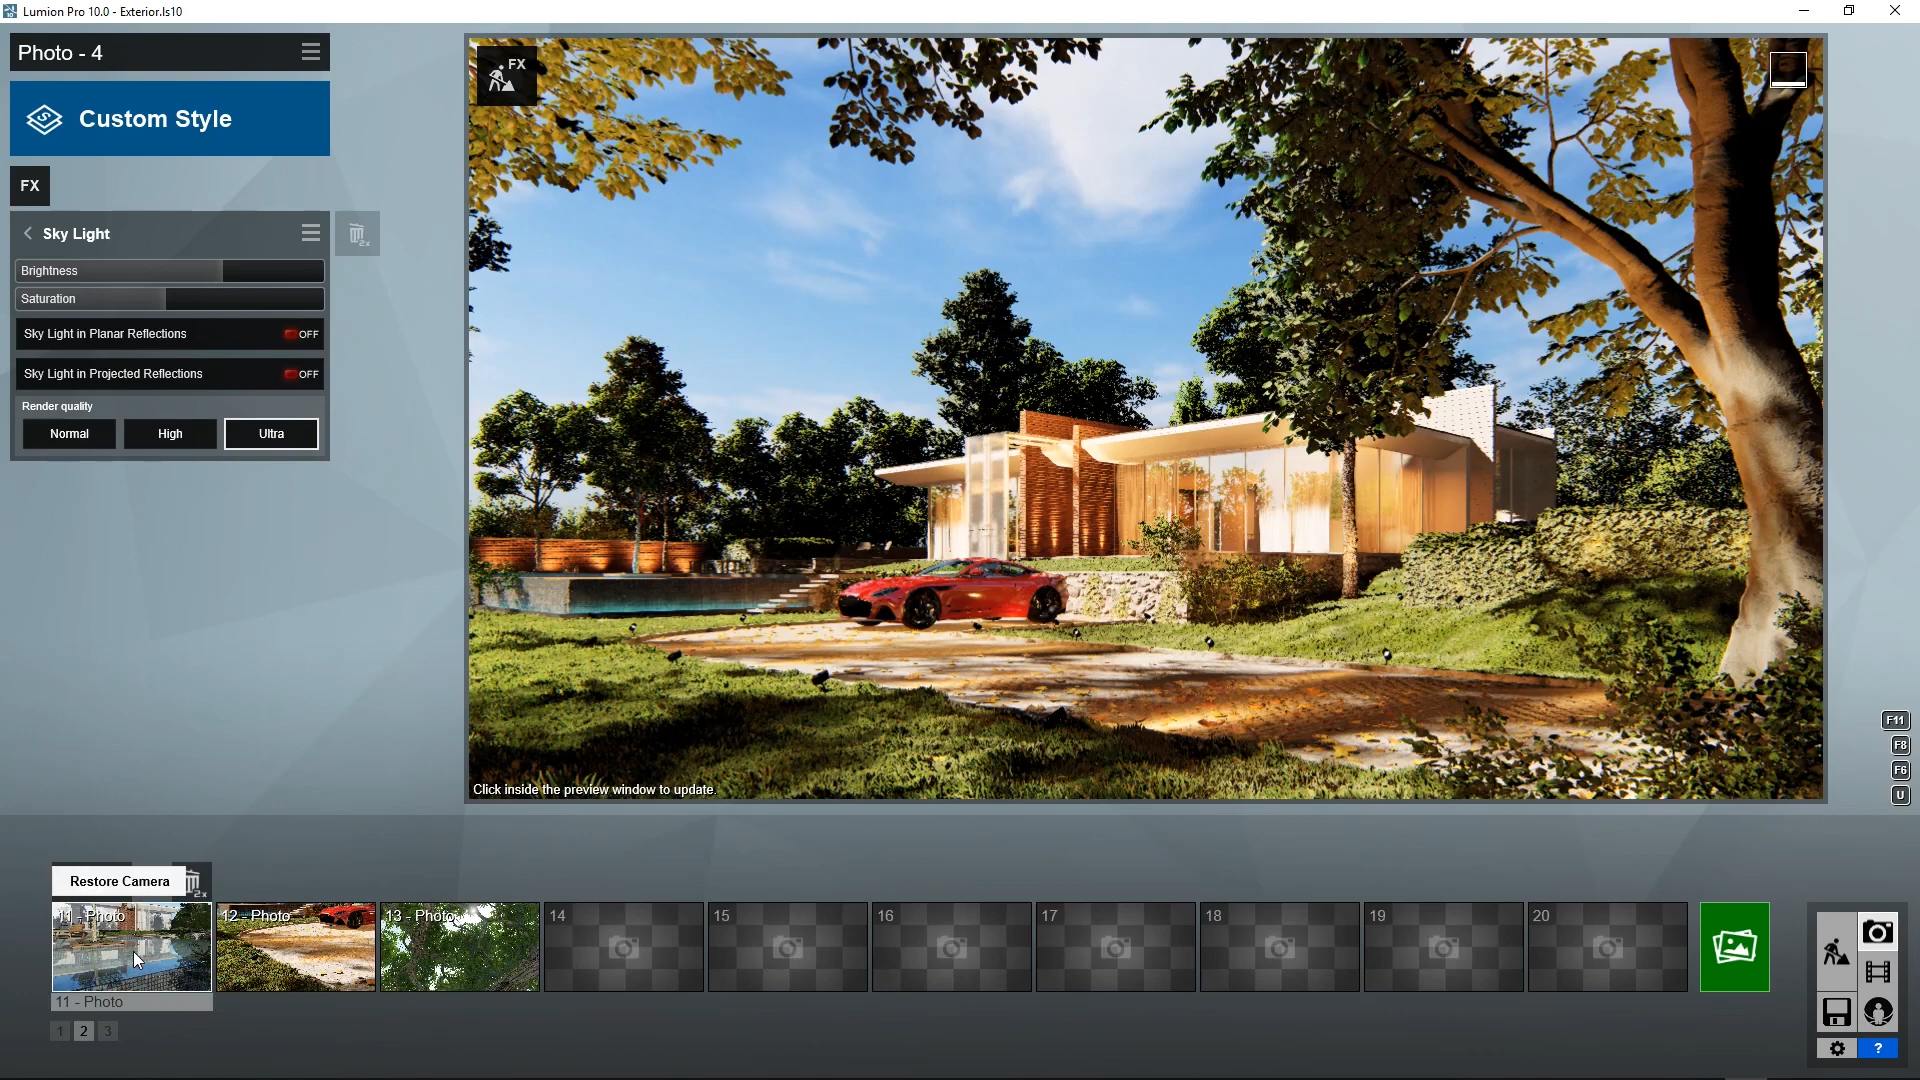 Lumion Pro 10.0 - Exterior.ls10
Photo - 4
Custom Style
FX
FX
Sky Light
2x
Brightness
Saturation
Sky Light in Planar Reflections OFF
Sky Light in Projected Reflections OFF
Render quality
Normal High Ultra
Click inside the preview window to update.
F11
F8
F6
U
Restore Camera 2x
11 - Photo 12 - Photo 13 - Photo 14 15 16 17 18 19 20
11 - Photo
1 2 3
?